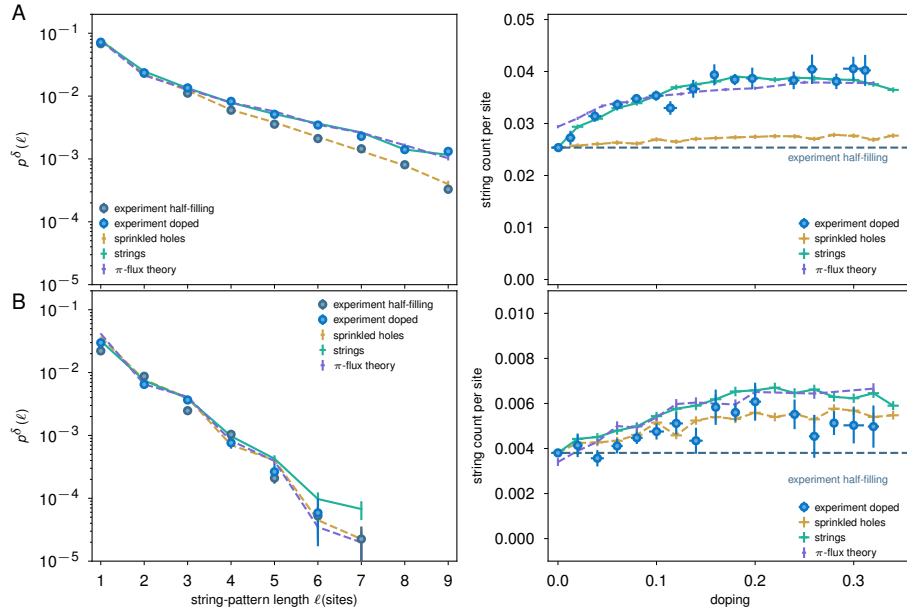 A
10⁻¹
10⁻²
10⁻³
10⁻⁴
10⁻⁵
p^δ(ℓ)
experiment half-filling
experiment doped
sprinkled holes
strings
π-flux theory
0.05
0.04
0.03
0.02
0.01
0.00
string count per site
experiment half-filling
experiment doped
sprinkled holes
strings
π-flux theory
B
10⁻¹
10⁻²
10⁻³
10⁻⁴
10⁻⁵
p^δ(ℓ)
experiment half-filling
experiment doped
sprinkled holes
strings
π-flux theory
1 2 3 4 5 6 7 8 9
string-pattern length ℓ(sites)
0.010
0.008
0.006
0.004
0.002
0.000
string count per site
experiment half-filling
experiment doped
sprinkled holes
strings
π-flux theory
0.0 0.1 0.2 0.3
doping